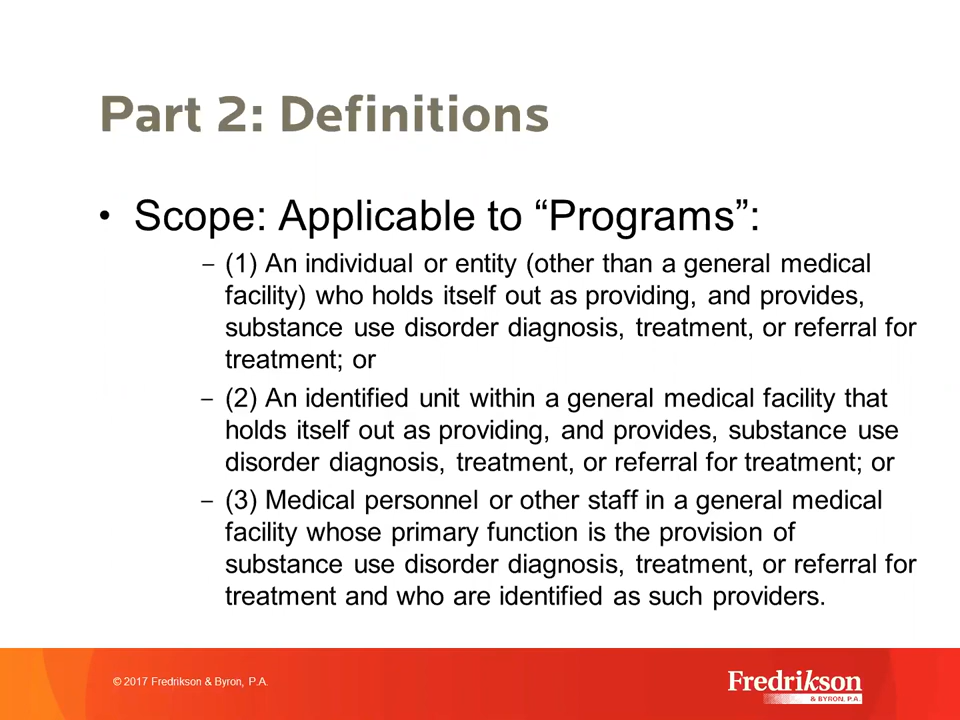 Part 2: Definitions
• Scope: Applicable to “Programs”:
– (1) An individual or entity (other than a general medical
facility) who holds itself out as providing, and provides,
substance use disorder diagnosis, treatment, or referral for
treatment; or
– (2) An identified unit within a general medical facility that
holds itself out as providing, and provides, substance use
disorder diagnosis, treatment, or referral for treatment; or
– (3) Medical personnel or other staff in a general medical
facility whose primary function is the provision of
substance use disorder diagnosis, treatment, or referral for
treatment and who are identified as such providers.
© 2017 Fredrikson & Byron, P.A.
Fredrikson
& BYRON, P.A.